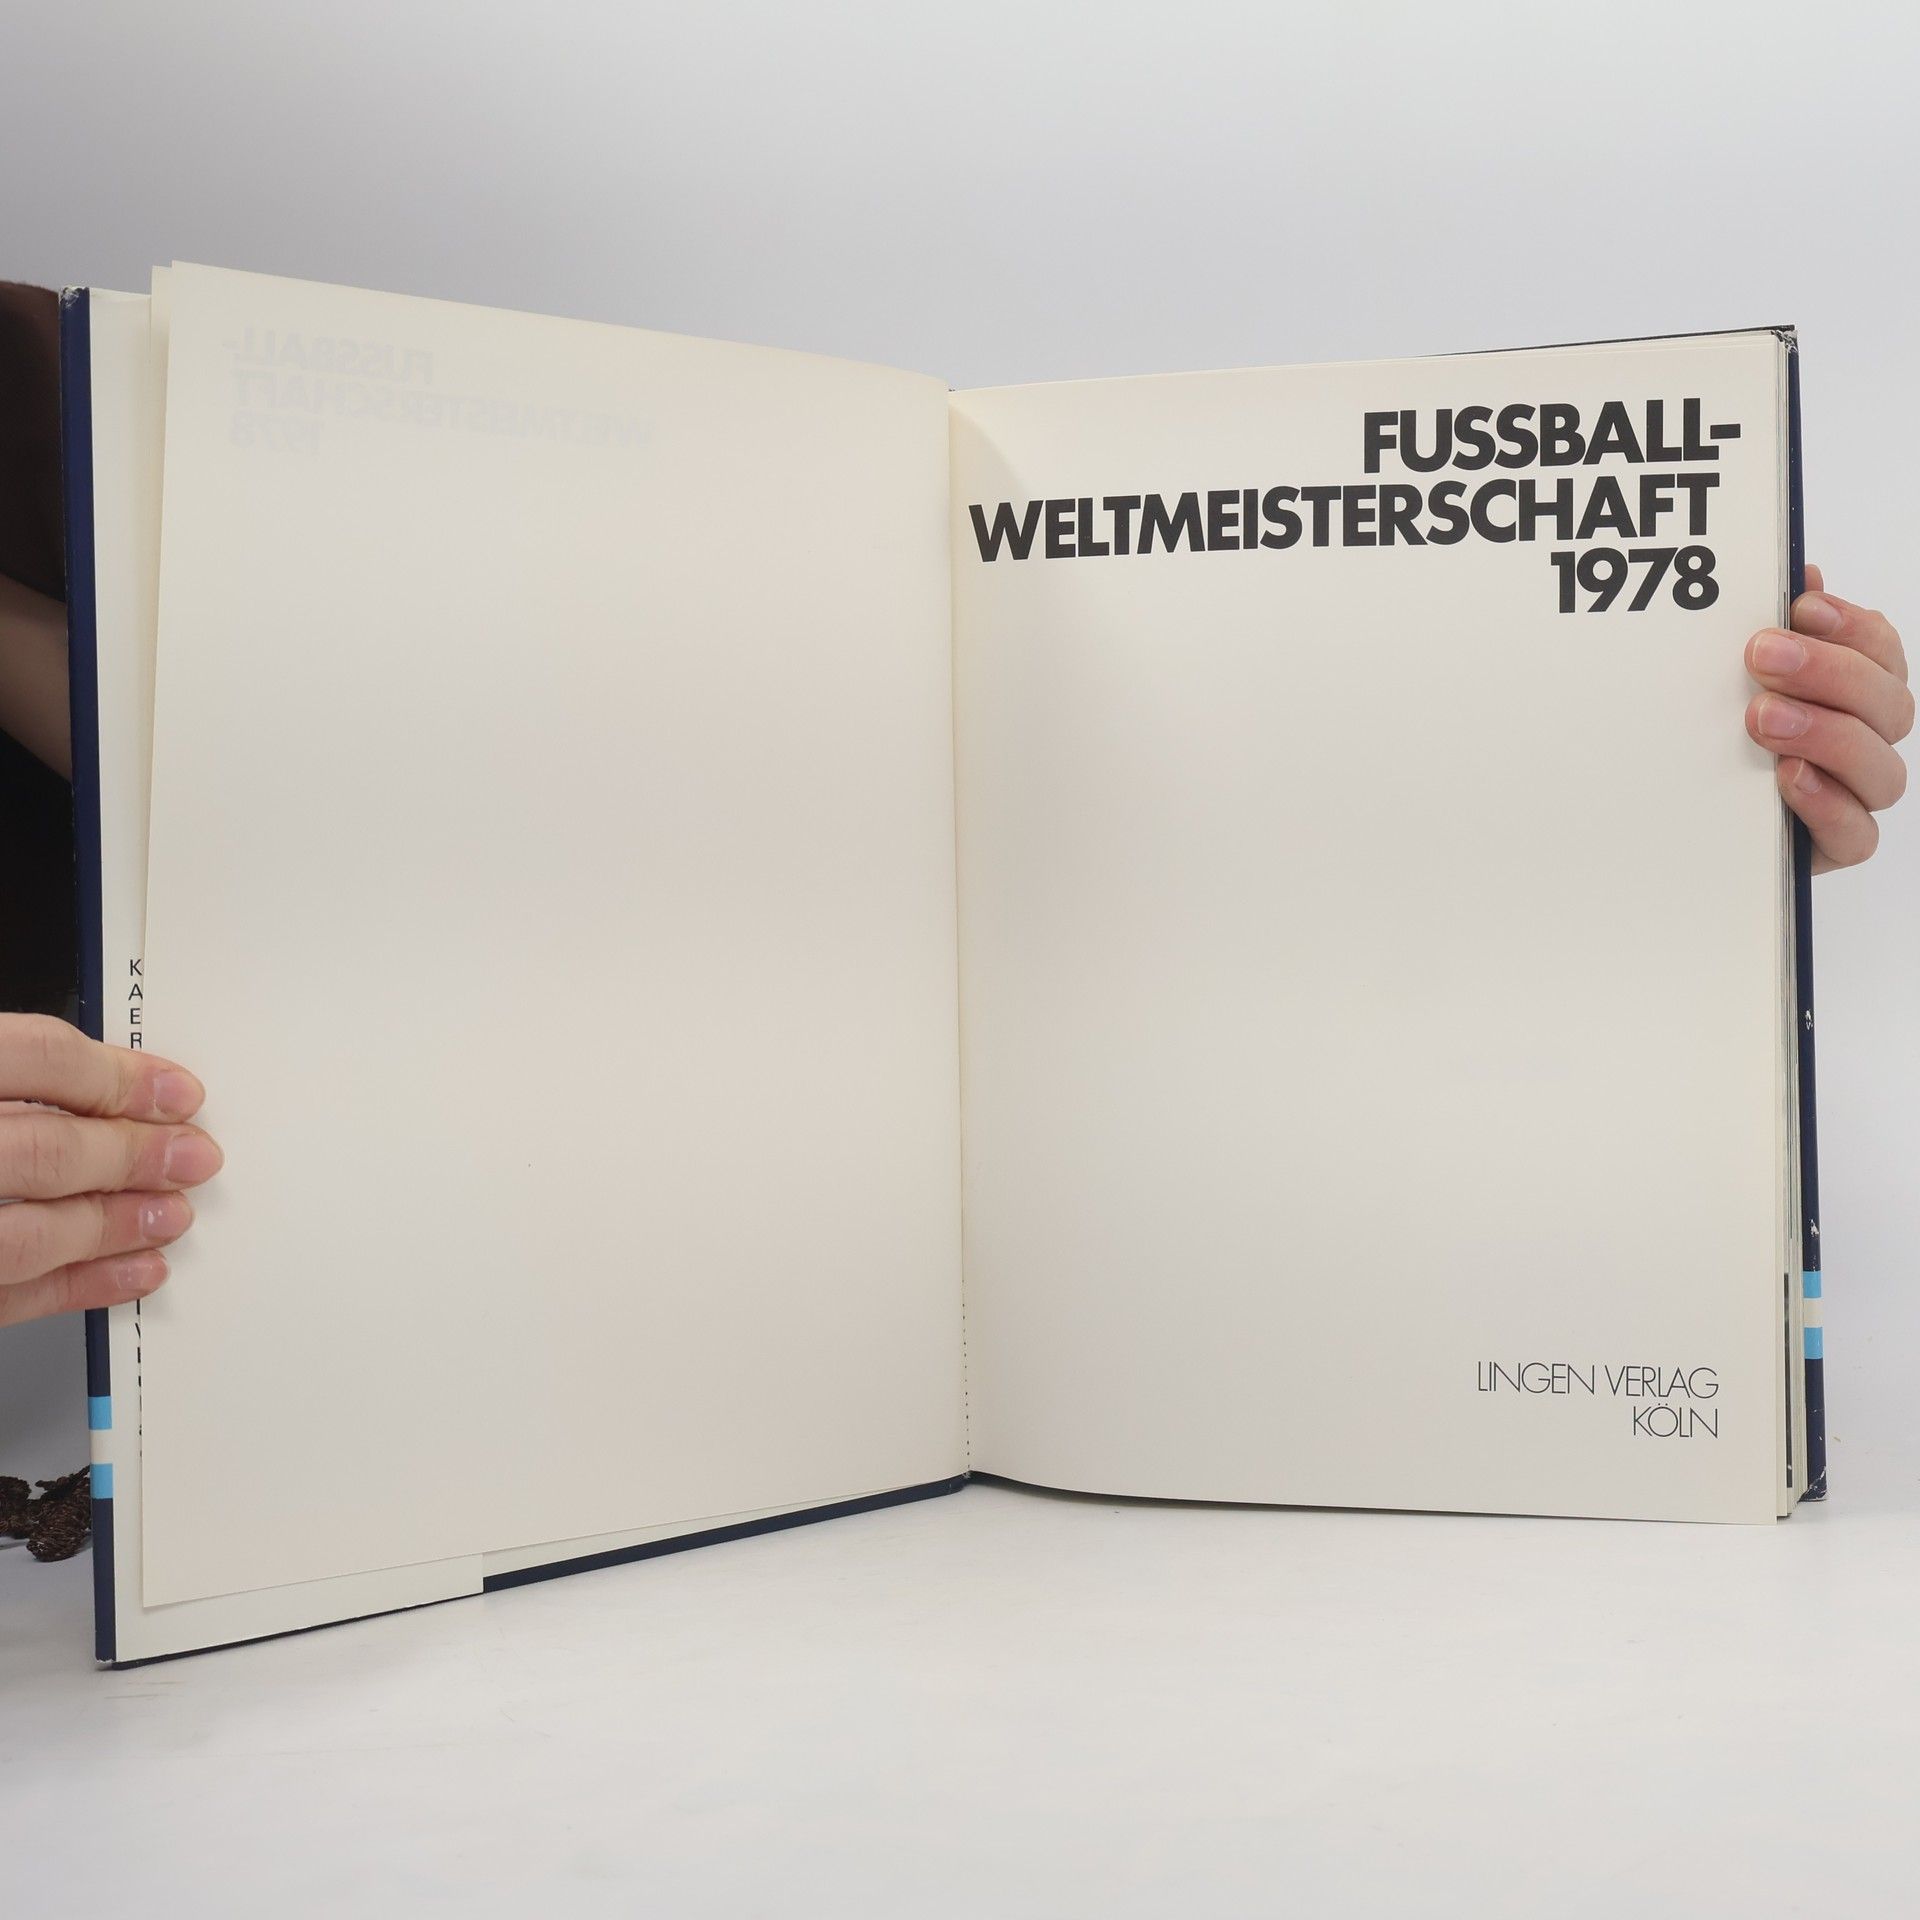 K
A
E
R
FUSSBALL-
WELTMEISTERSCHAFT
1978
LINGEN VERLAG
KÖLN